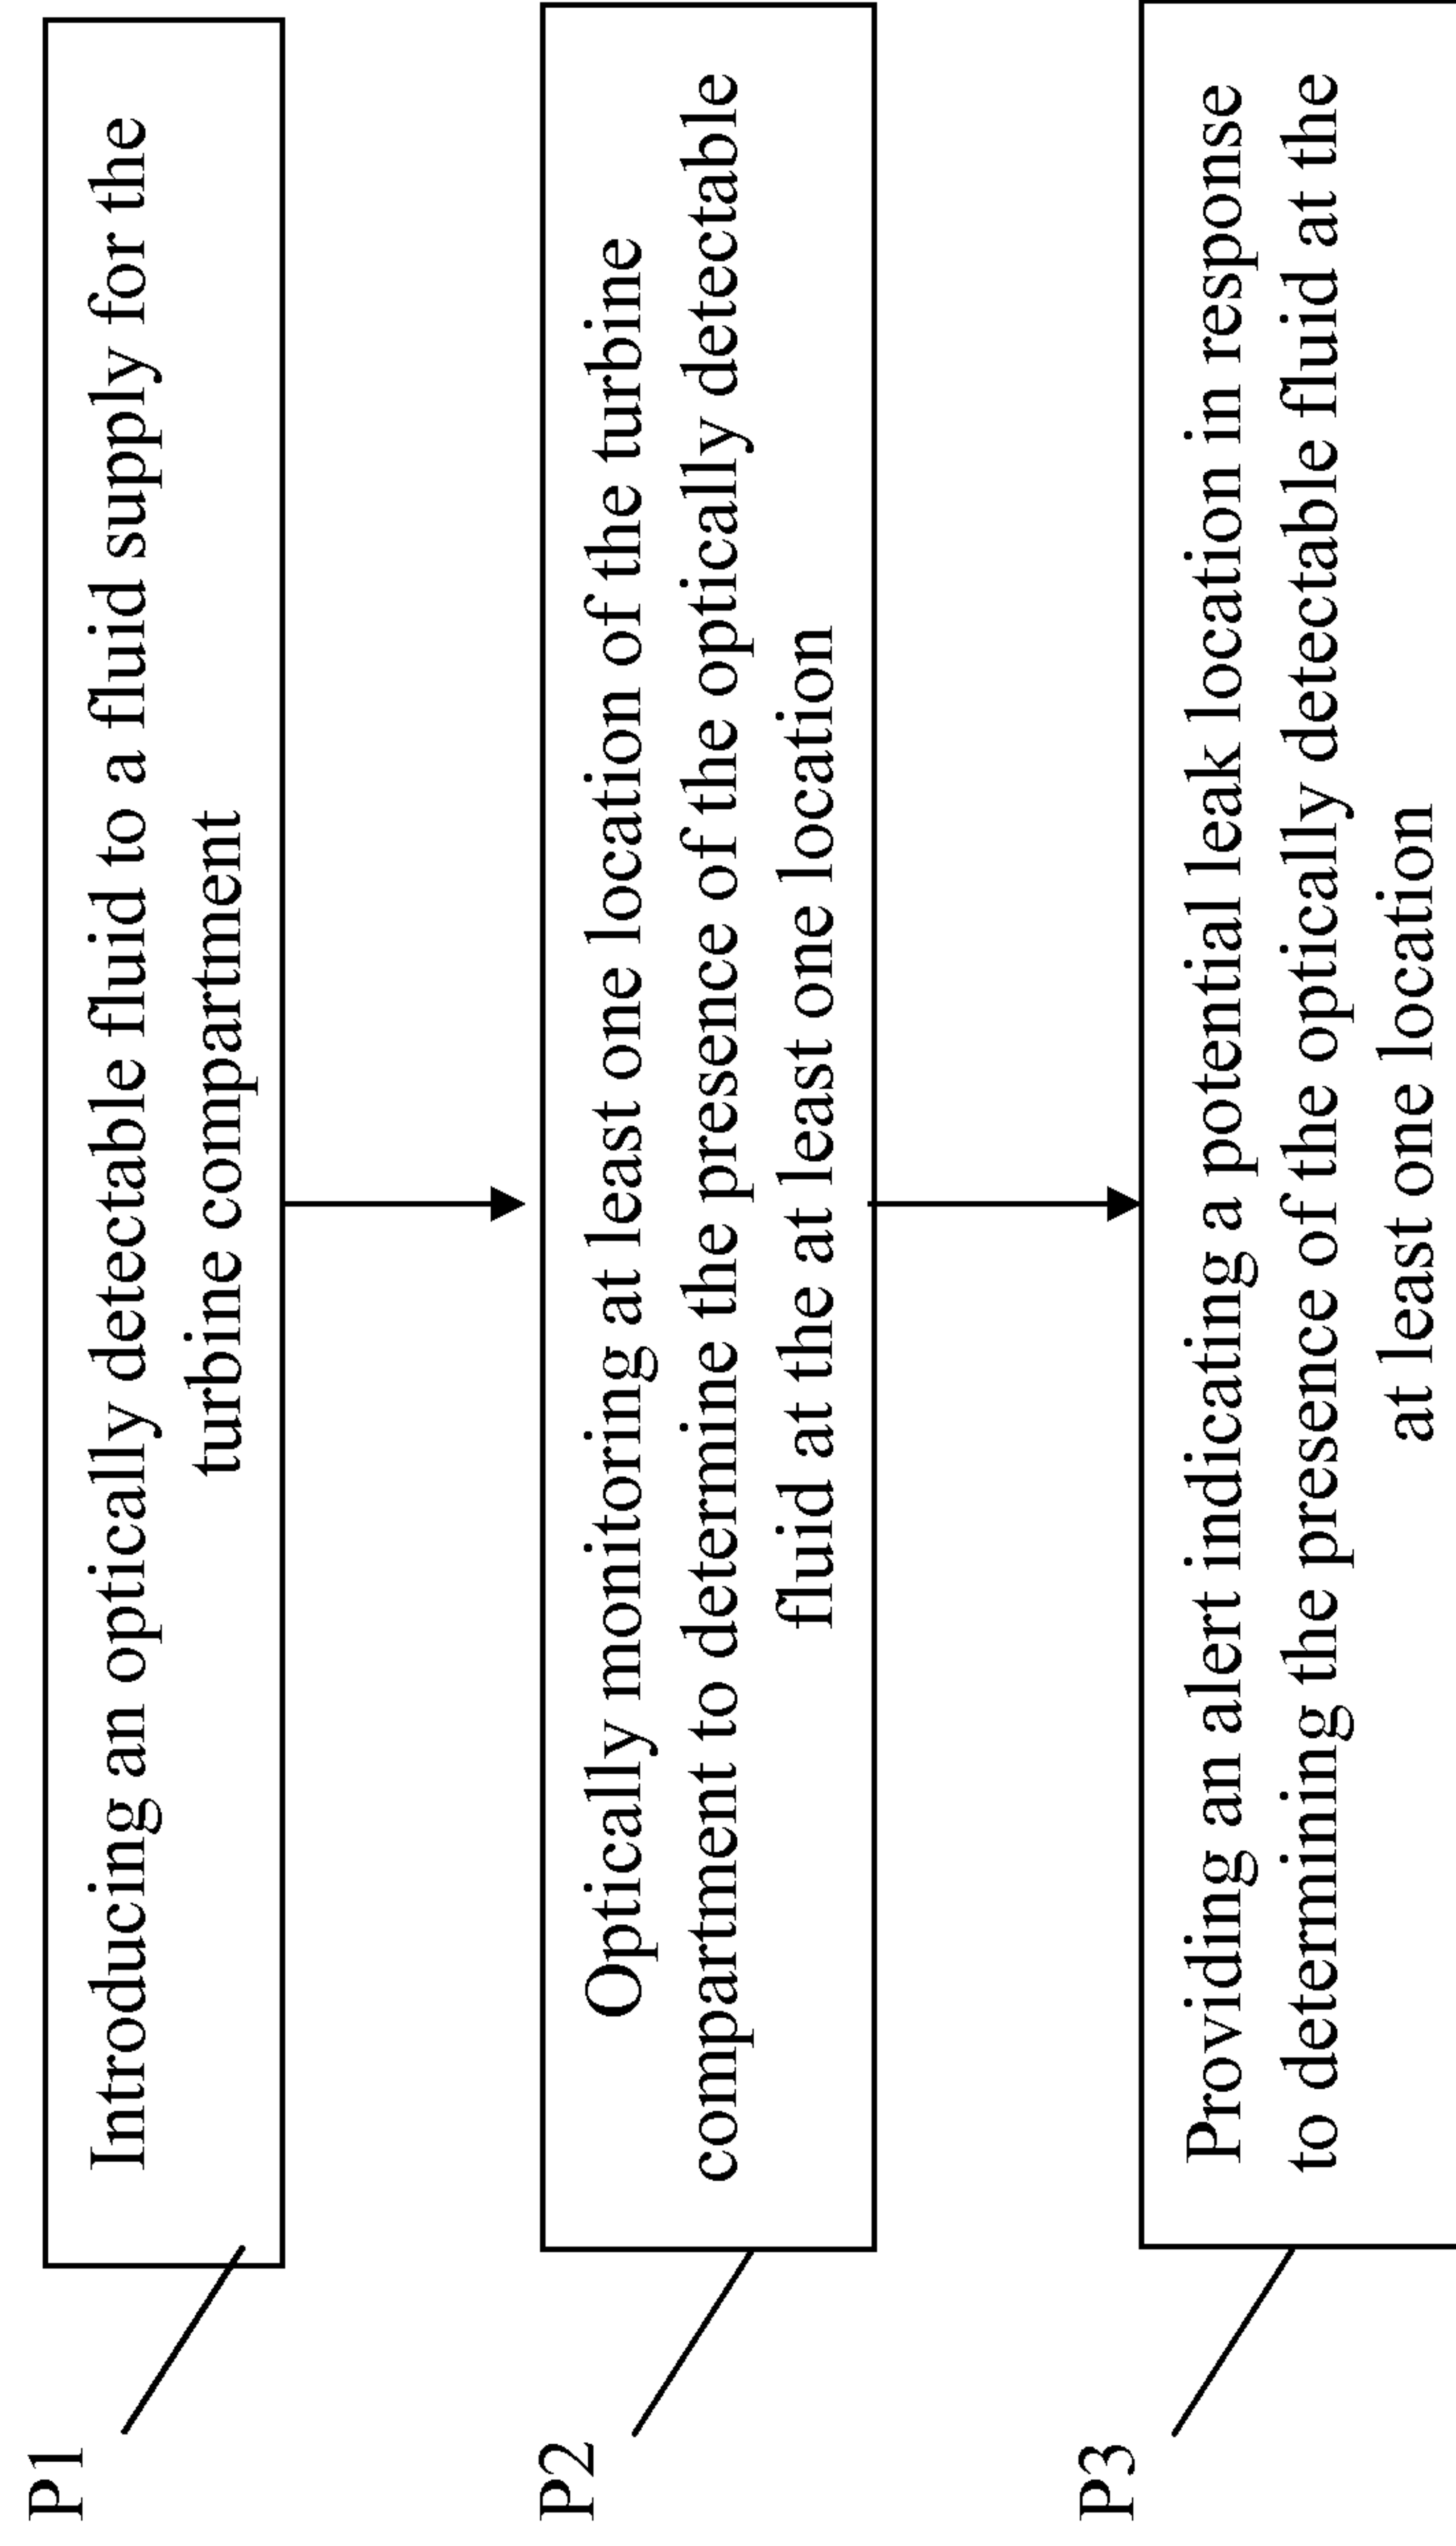 P1
Introducing an optically detectable fluid to a fluid supply for the
turbine compartment
P2
Optically monitoring at least one location of the turbine
compartment to determine the presence of the optically detectable
fluid at the at least one location
P3
Providing an alert indicating a potential leak location in response
to determining the presence of the optically detectable fluid at the
at least one location